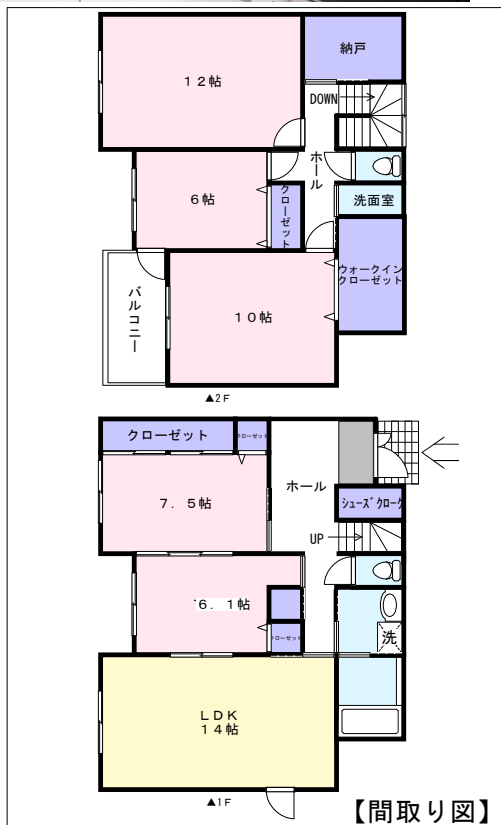 納戸
12帖
DOWN
ホール
6帖
クローゼット
洗面室
ウォークイン
クローゼット
10帖
バルコニー
▲2F
クローゼット
クローゼット
ホール
7.5帖
シューズクローク
UP
6.1帖
クローゼット
洗
LDK
14帖
▲1F
【間取り図】